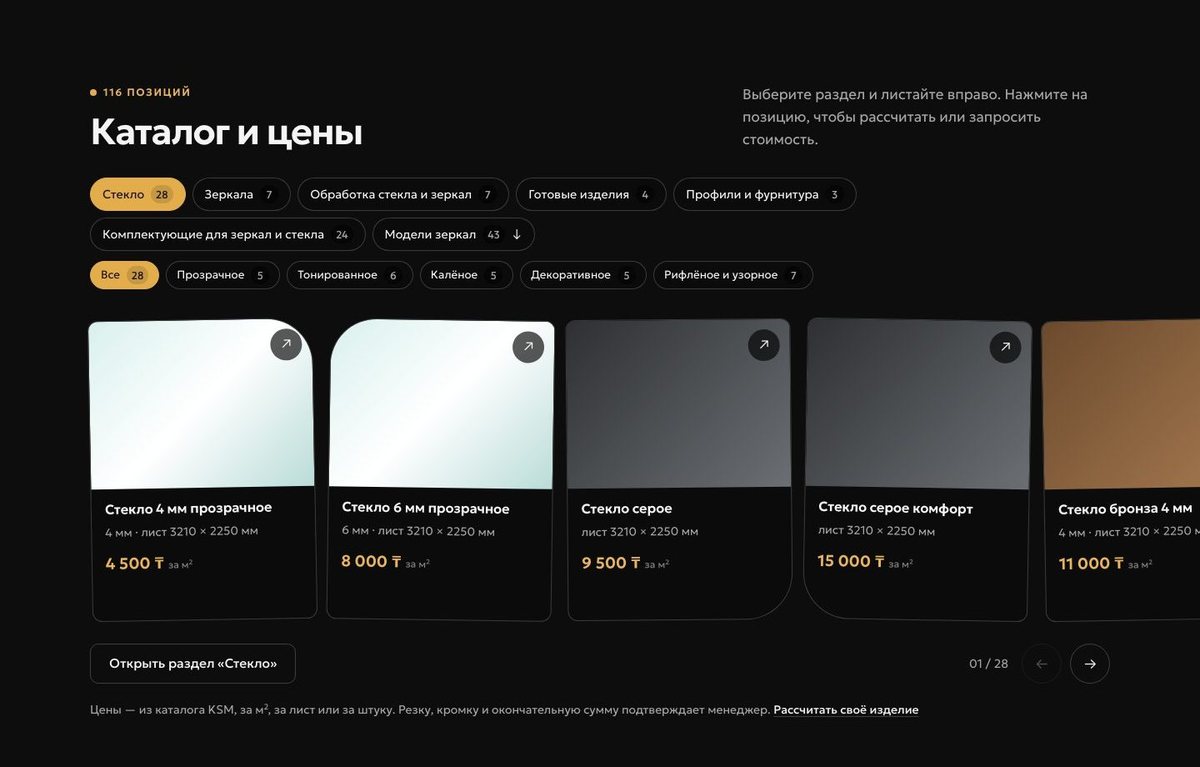 116 ПОЗИЦИЙ
Каталог и цены
Выберите раздел и листайте вправо. Нажмите на
позицию, чтобы рассчитать или запросить
стоимость.
Стекло 28
Зеркала 7
Обработка стекла и зеркал 7
Готовые изделия 4
Профили и фурнитура 3
Комплектующие для зеркал и стекла 24
Модели зеркал 43 ↓
Все 28
Прозрачное 5
Тонированное 6
Калёное 5
Декоративное 5
Рифлёное и узорное 7
Стекло 4 мм прозрачное
4 мм · лист 3210 × 2250 мм
4 500 ₸ за м²
Стекло 6 мм прозрачное
6 мм · лист 3210 × 2250 мм
8 000 ₸ за м²
Стекло серое
лист 3210 × 2250 мм
9 500 ₸ за м²
Стекло серое комфорт
лист 3210 × 2250 мм
15 000 ₸ за м²
Стекло бронза 4 мм
4 мм · лист 3210 × 2250 м
11 000 ₸ за м²
Открыть раздел «Стекло»
01 / 28
Цены — из каталога KSM, за м², за лист или за штуку. Резку, кромку и окончательную сумму подтверждает менеджер. Рассчитать своё изделие